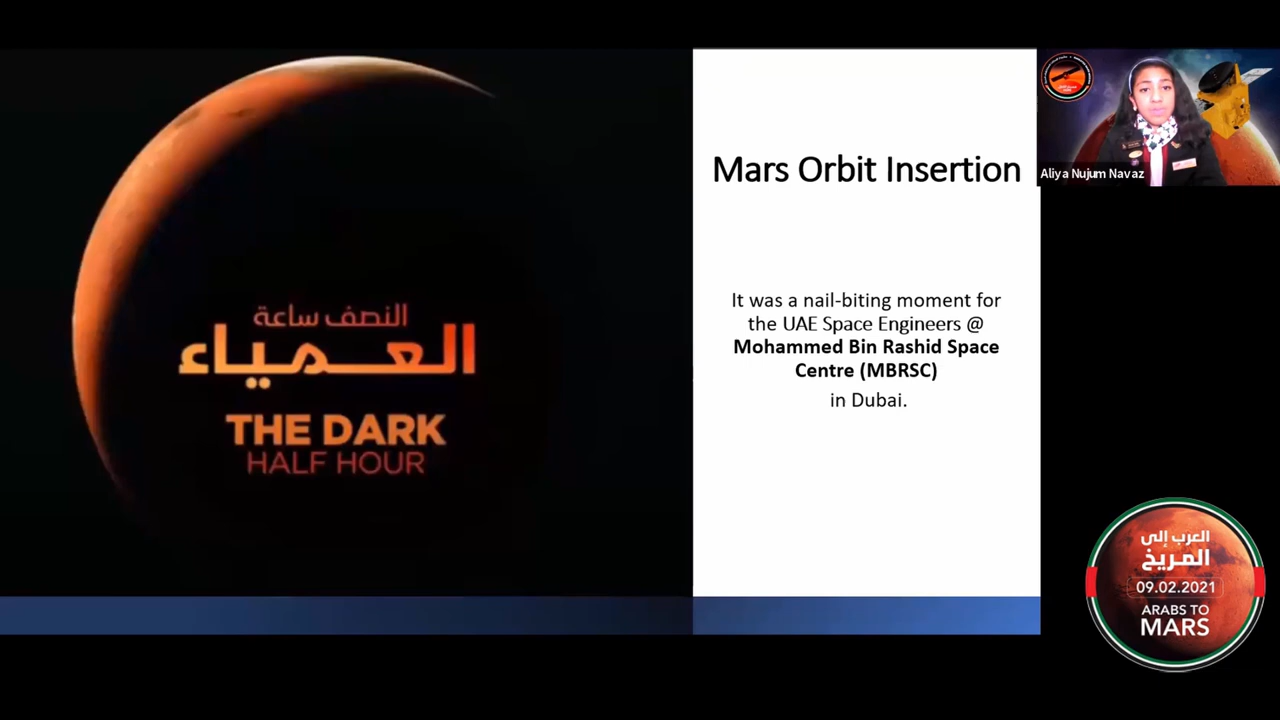 النصف ساعة
العمياء
THE DARK
HALF HOUR
Mars Orbit Insertion
It was a nail-biting moment for
the UAE Space Engineers @
Mohammed Bin Rashid Space
Centre (MBRSC)
in Dubai.
Aliya Nujum Navaz
العرب إلى
المريخ
09.02.2021
ARABS TO
MARS